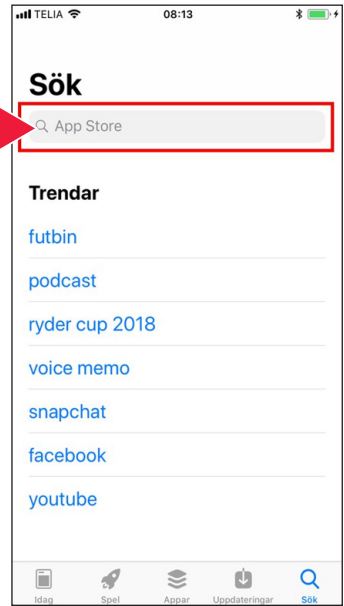 TELIA 08:13
Sök
App Store
Trendar
futbin
podcast
ryder cup 2018
voice memo
snapchat
facebook
youtube
Idag Spel Appar Uppdateringar Sök